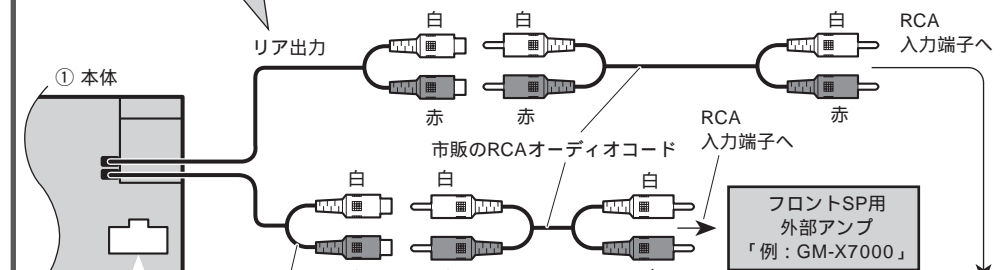 白
白
白
RCA
入力端子へ
リア出力
① 本体
赤
赤
赤
RCA
入力端子へ
市販のRCAオーディオコード
白
白
白
フロントSP用
外部アンプ
「例：GM-X7000」